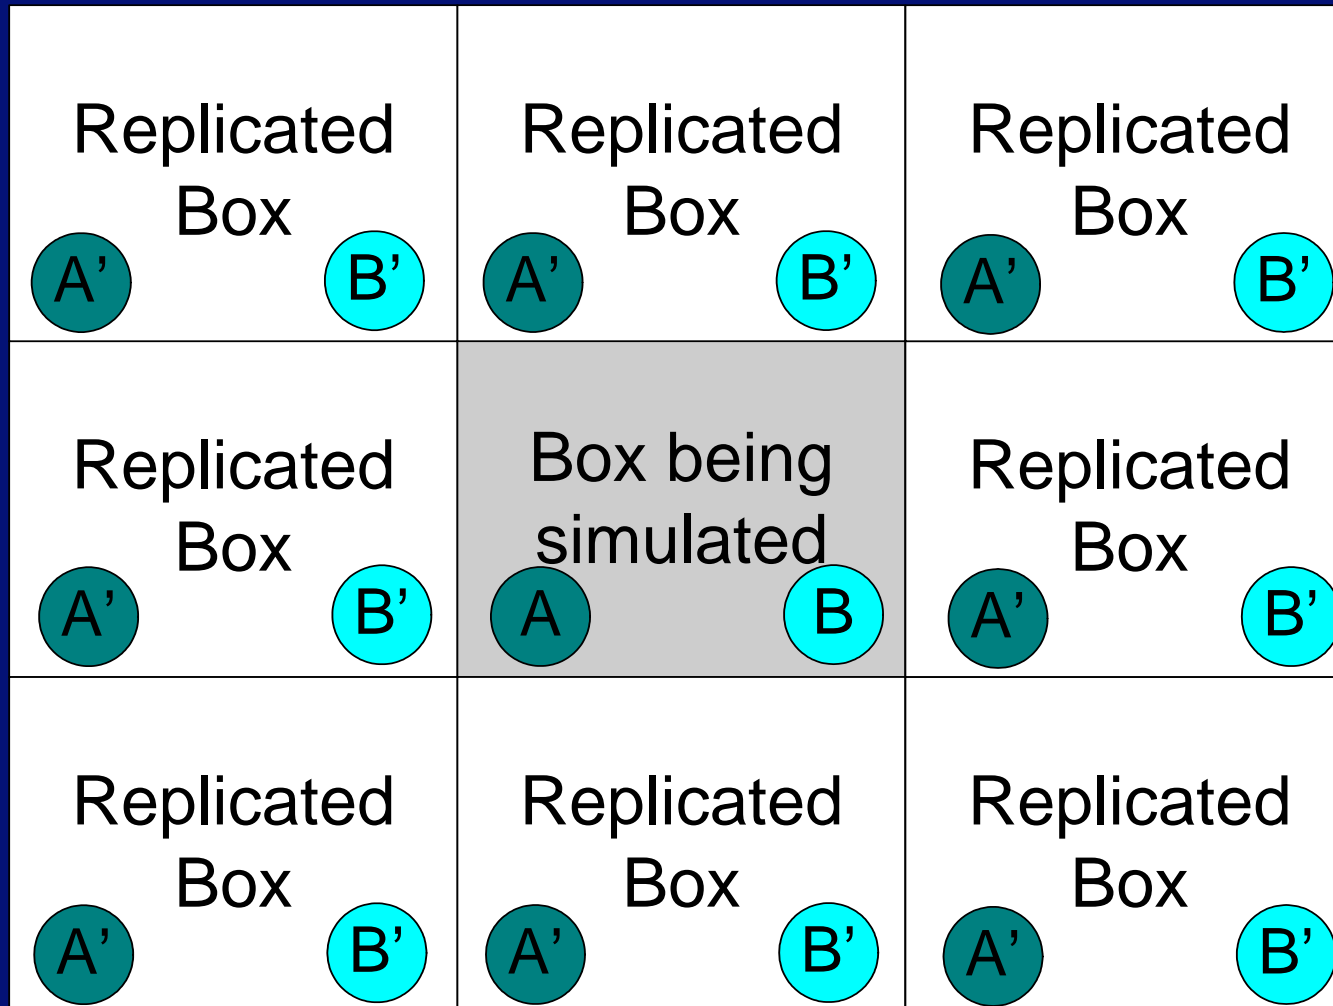 Replicated
Box
A’ B’
Replicated
Box
A’ B’
Replicated
Box
A’ B’
Replicated
Box
A’ B’
Box being
simulated
A B
Replicated
Box
A’ B’
Replicated
Box
A’ B’
Replicated
Box
A’ B’
Replicated
Box
A’ B’